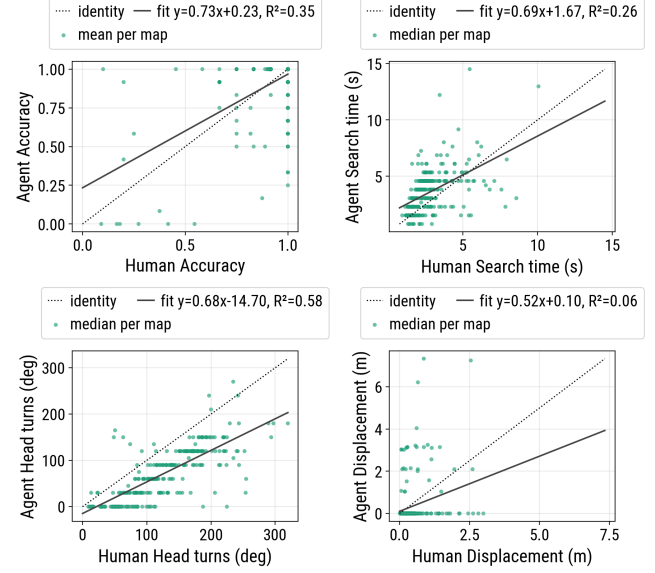 identity
fit y=0.73x+0.23, R²=0.35
mean per map
Agent Accuracy
1.00
0.75
0.50
0.25
0.00
0.0 0.5 1.0
Human Accuracy
identity
fit y=0.69x+1.67, R²=0.26
median per map
Agent Search time (s)
15
10
5
5 10 15
Human Search time (s)
identity
fit y=0.68x-14.70, R²=0.58
median per map
Agent Head turns (deg)
300
200
100
0
0 100 200 300
Human Head turns (deg)
identity
fit y=0.52x+0.10, R²=0.06
median per map
Agent Displacement (m)
6
4
2
0
0.0 2.5 5.0 7.5
Human Displacement (m)